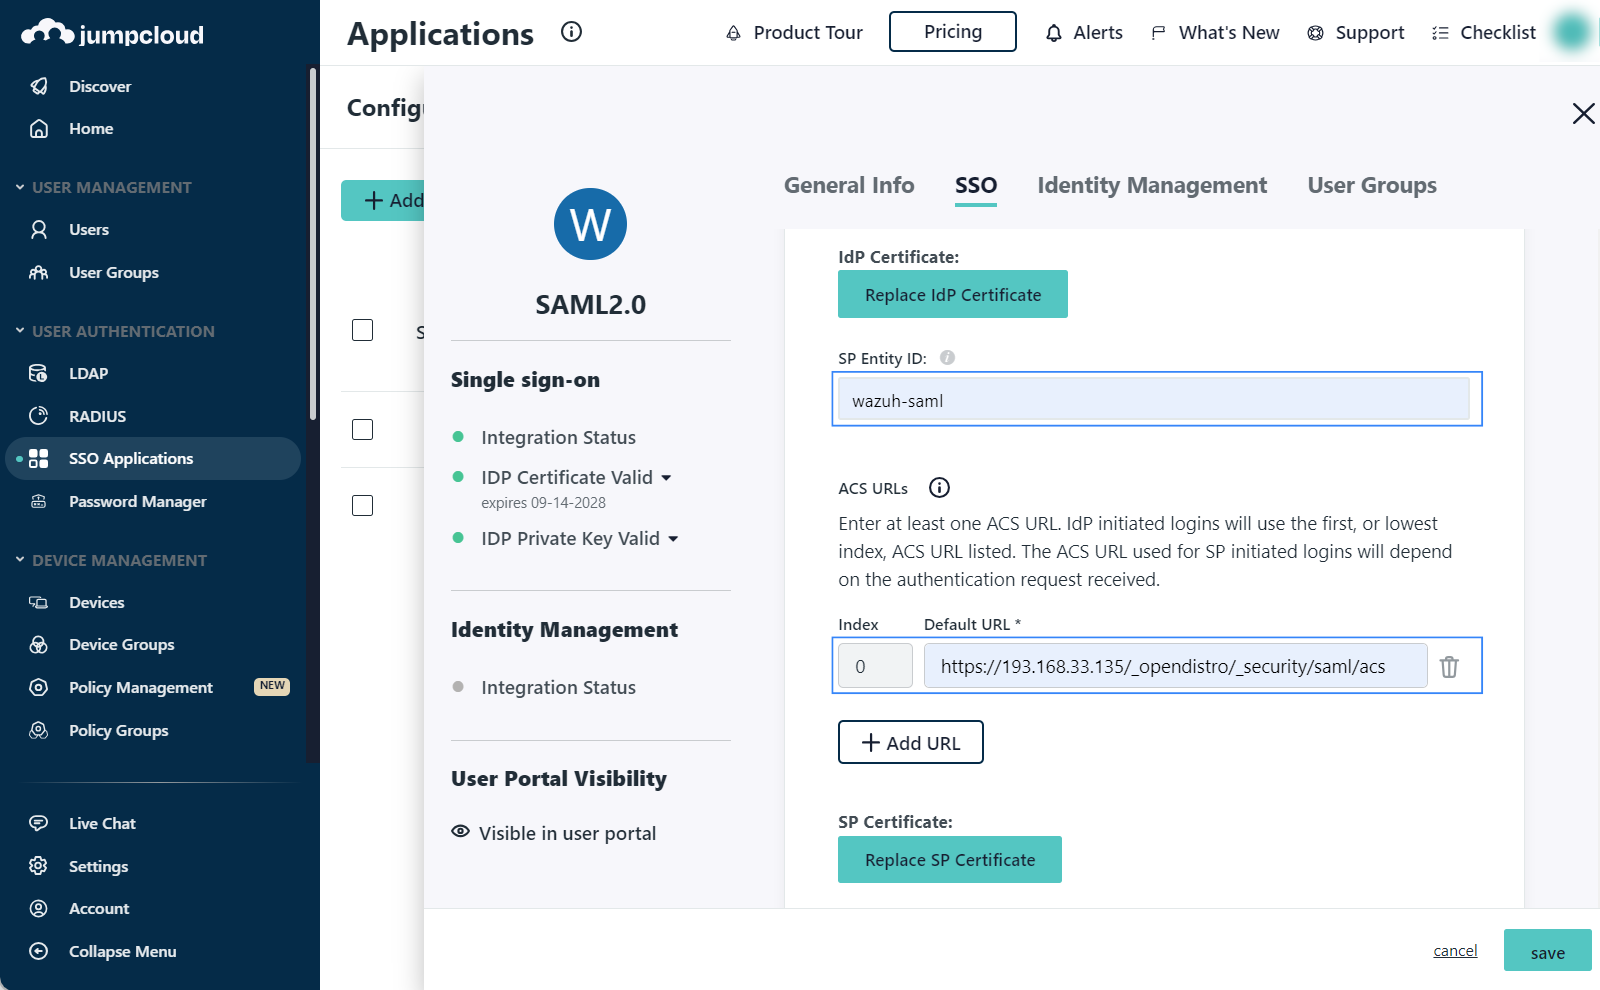 jumpcloud
Discover
Home
USER MANAGEMENT
Users
User Groups
USER AUTHENTICATION
LDAP
RADIUS
SSO Applications
Password Manager
DEVICE MANAGEMENT
Devices
Device Groups
Policy Management NEW
Policy Groups
Live Chat
Settings
Account
Collapse Menu
Applications
Product Tour
Pricing
Alerts
What's New
Support
Checklist
Config
Add
S
W
SAML2.0
Single sign-on
Integration Status
IDP Certificate Valid
expires 09-14-2028
IDP Private Key Valid
Identity Management
Integration Status
User Portal Visibility
Visible in user portal
General Info SSO Identity Management User Groups
IdP Certificate:
Replace IdP Certificate
SP Entity ID:
wazuh-saml
ACS URLs
Enter at least one ACS URL. IdP initiated logins will use the first, or lowest
index, ACS URL listed. The ACS URL used for SP initiated logins will depend
on the authentication request received.
Index Default URL *
0 https://193.168.33.135/_opendistro/_security/saml/acs
Add URL
SP Certificate:
Replace SP Certificate
cancel save